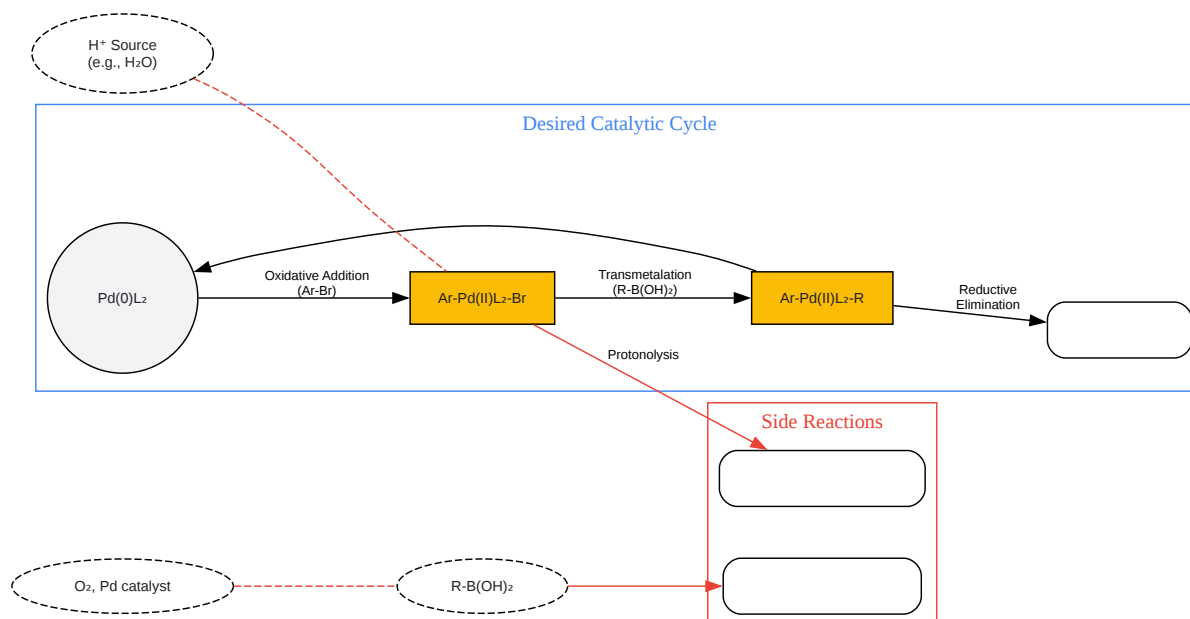 H⁺ Source
(e.g., H₂O)
Desired Catalytic Cycle
Pd(0)L₂
Oxidative Addition
(Ar-Br)
Ar-Pd(II)L₂-Br
Transmetalation
(R-B(OH)₂)
Ar-Pd(II)L₂-R
Reductive
Elimination
Protonolysis
Side Reactions
O₂, Pd catalyst
R-B(OH)₂